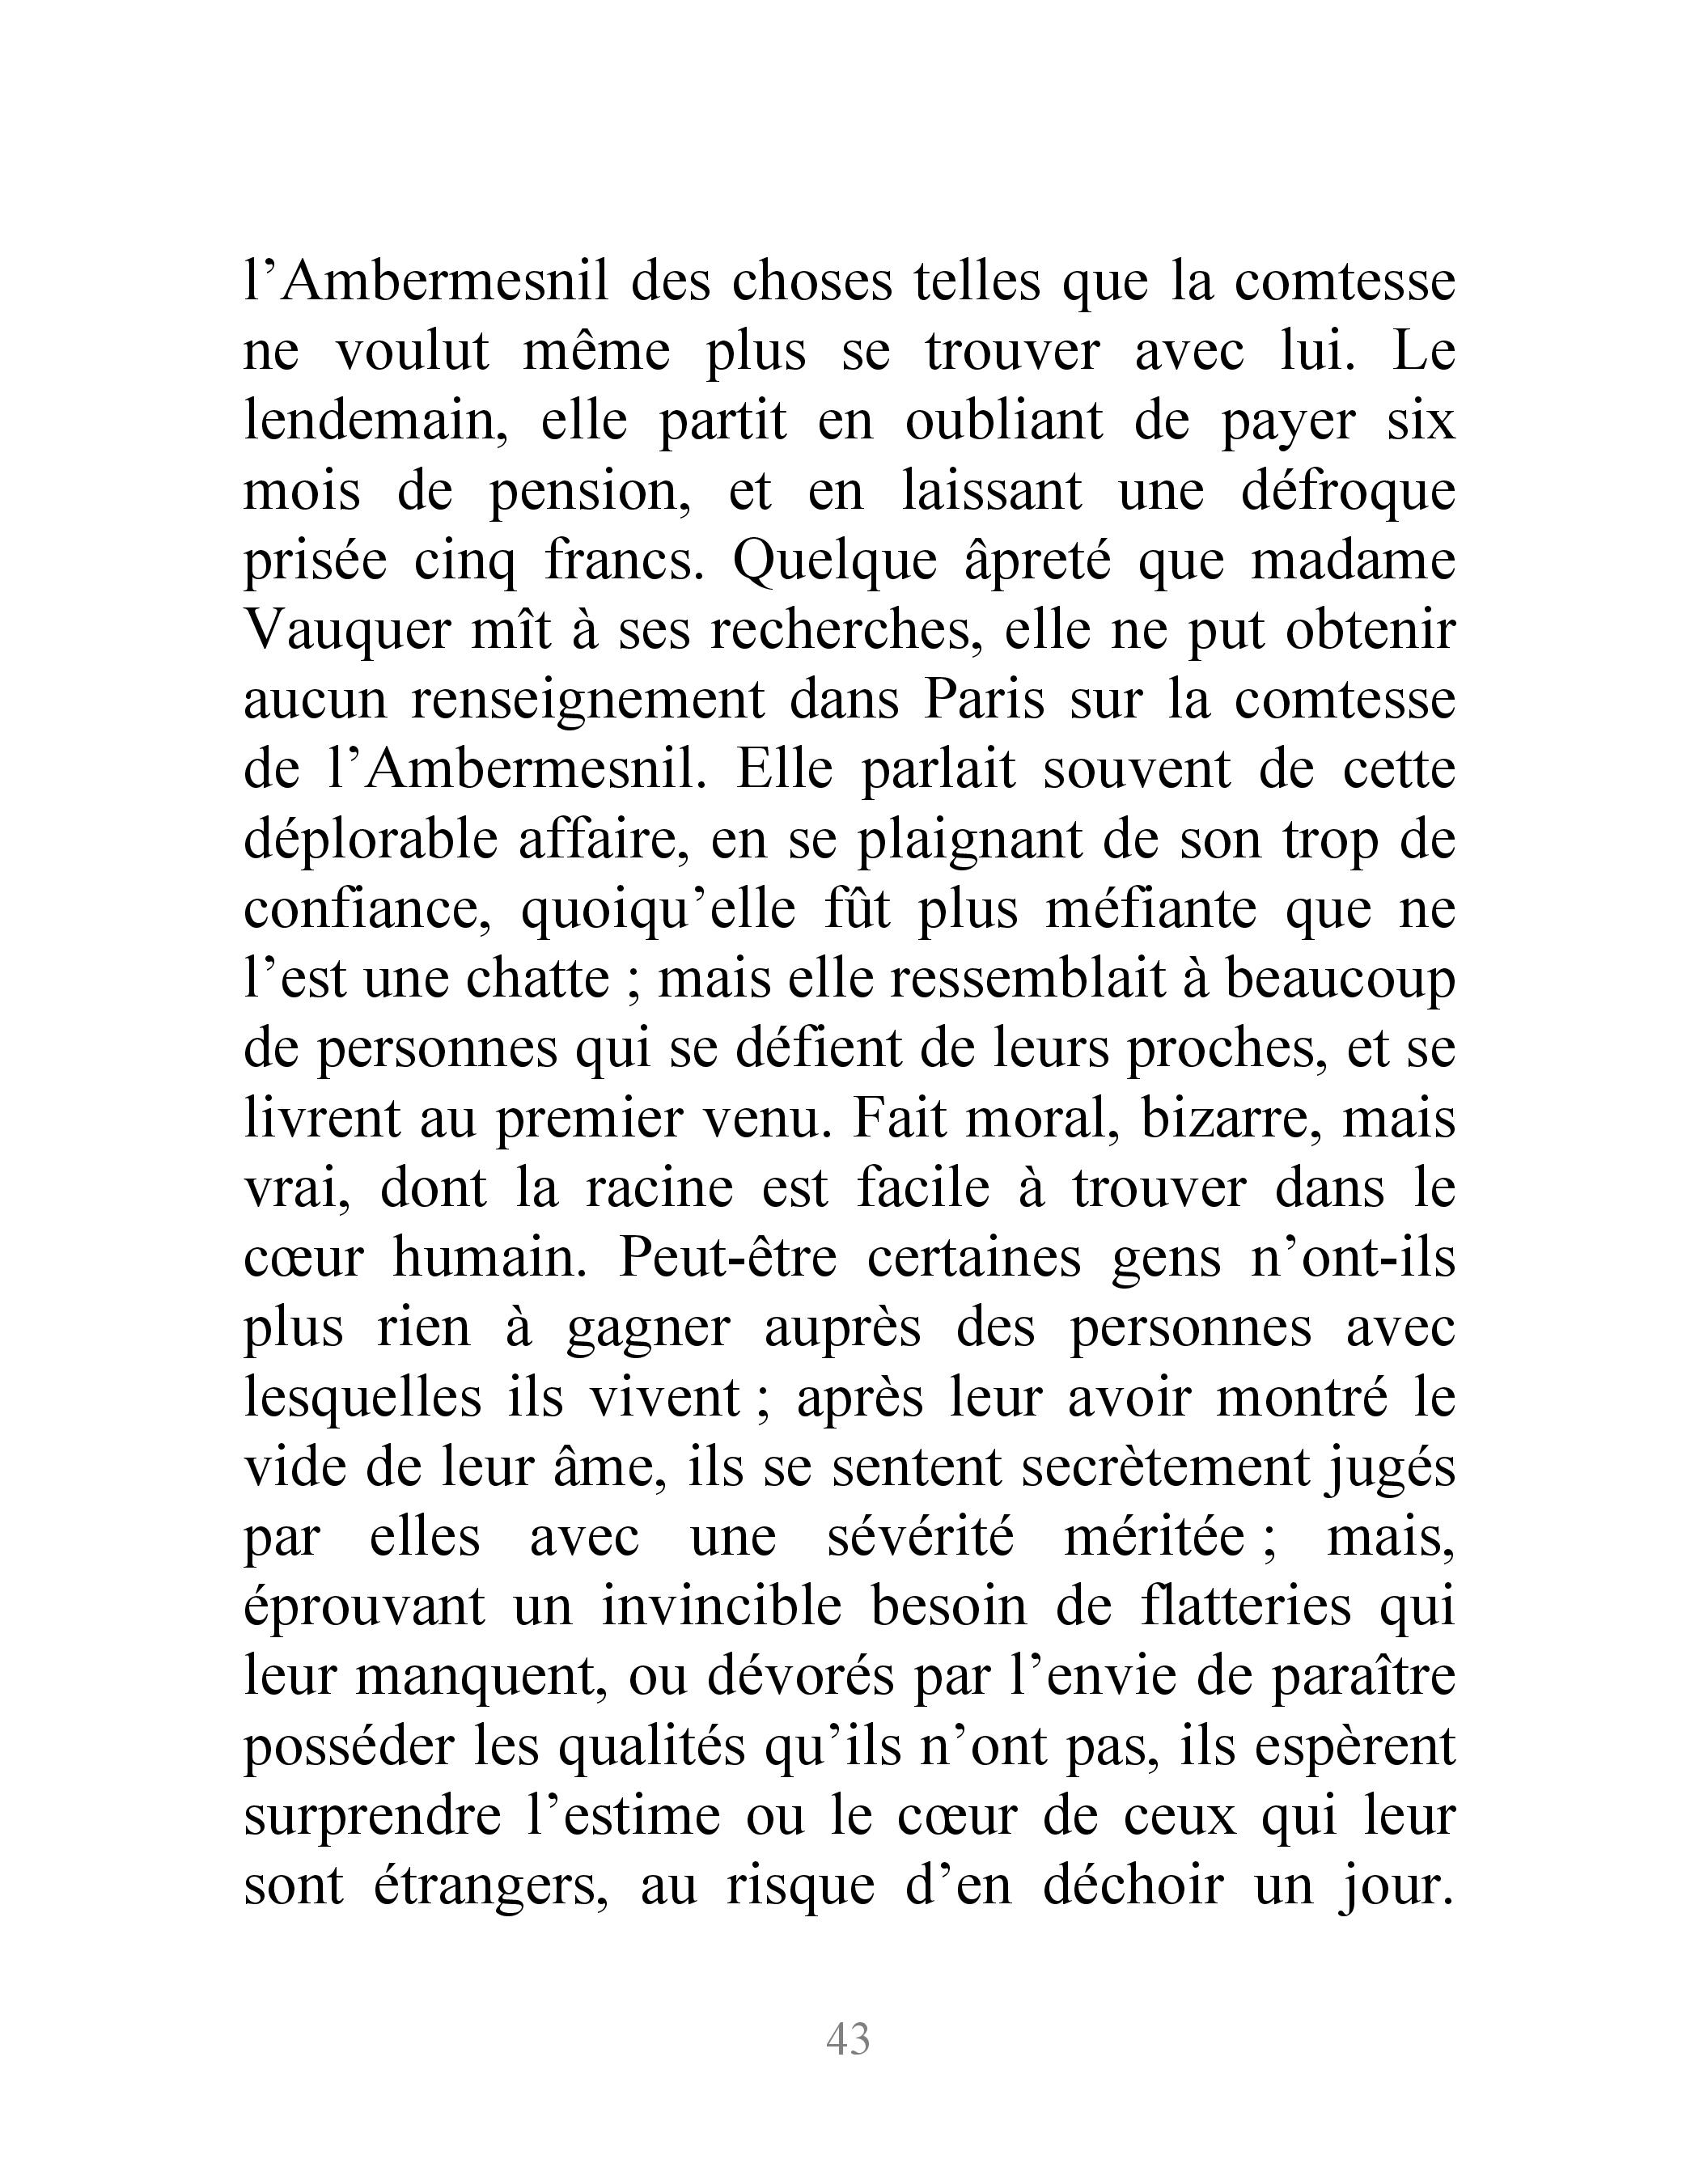 l’Ambermesnil des choses telles que la comtesse
ne voulut même plus se trouver avec lui. Le
lendemain, elle partit en oubliant de payer six
mois de pension, et en laissant une défroque
prisée cinq francs. Quelque âpreté que madame
Vauquer mît à ses recherches, elle ne put obtenir
aucun renseignement dans Paris sur la comtesse
de l’Ambermesnil. Elle parlait souvent de cette
déplorable affaire, en se plaignant de son trop de
confiance, quoiqu’elle fût plus méfiante que ne
l’est une chatte ; mais elle ressemblait à beaucoup
de personnes qui se défient de leurs proches, et se
livrent au premier venu. Fait moral, bizarre, mais
vrai, dont la racine est facile à trouver dans le
cœur humain. Peut-être certaines gens n’ont-ils
plus rien à gagner auprès des personnes avec
lesquelles ils vivent ; après leur avoir montré le
vide de leur âme, ils se sentent secrètement jugés
par elles avec une sévérité méritée ; mais,
éprouvant un invincible besoin de flatteries qui
leur manquent, ou dévorés par l’envie de paraître
posséder les qualités qu’ils n’ont pas, ils espèrent
surprendre l’estime ou le cœur de ceux qui leur
sont étrangers, au risque d’en déchoir un jour.
43